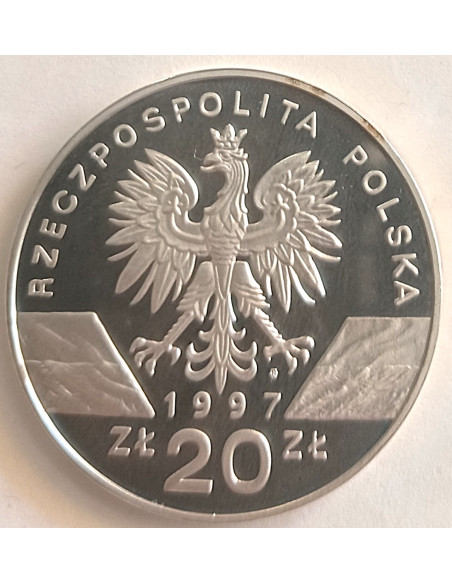 RZECZPOSPOLITA POLSKA
1997
ZŁ 20 ZŁ